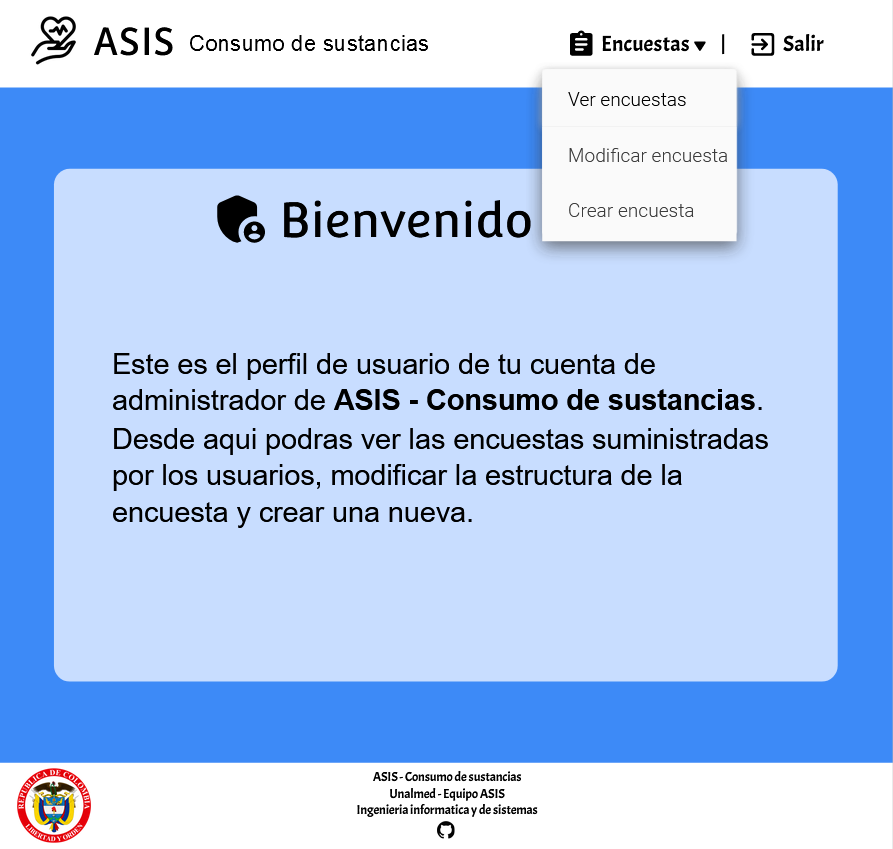 ASIS Consumo de sustancias
Encuestas | Salir
Ver encuestas
Modificar encuesta
Crear encuesta
Bienvenido
Este es el perfil de usuario de tu cuenta de
administrador de ASIS - Consumo de sustancias.
Desde aqui podras ver las encuestas suministradas
por los usuarios, modificar la estructura de la
encuesta y crear una nueva.
REPUBLICA DE COLOMBIA
LIBERTAD Y ORDEN
ASIS - Consumo de sustancias
Unalmed - Equipo ASIS
Ingenieria informatica y de sistemas